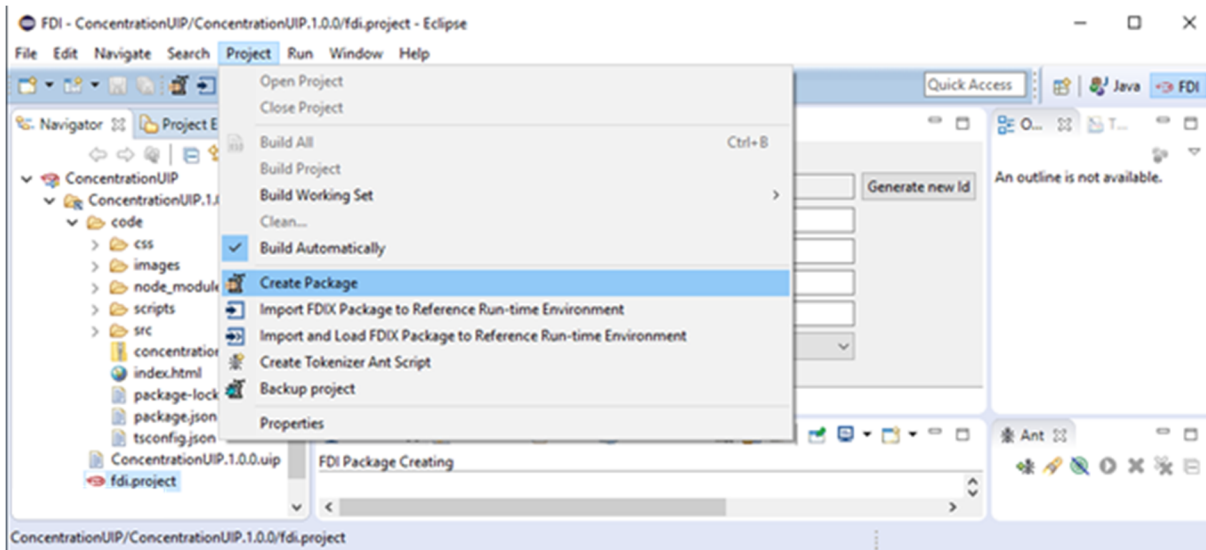 FDI - ConcentrationUIP/ConcentrationUIP.1.0.0/fdi.project - Eclipse
File Edit Navigate Search Project Run Window Help
Quick Access
Java
FDI
Navigator
Project E
Open Project
Close Project
Build All Ctrl+B
Build Project
Build Working Set
Clean...
Build Automatically
Create Package
Import FDIX Package to Reference Run-time Environment
Import and Load FDIX Package to Reference Run-time Environment
Create Tokenizer Ant Script
Backup project
Properties
ConcentrationUIP
ConcentrationUIP.1.
code
css
images
node_module
scripts
src
concentration
index.html
package-lock
package.json
tsconfig.json
ConcentrationUIP.1.0.0.uip
fdi.project
Generate new Id
O...
T...
An outline is not available.
FDI Package Creating
Ant
ConcentrationUIP/ConcentrationUIP.1.0.0/fdi.project